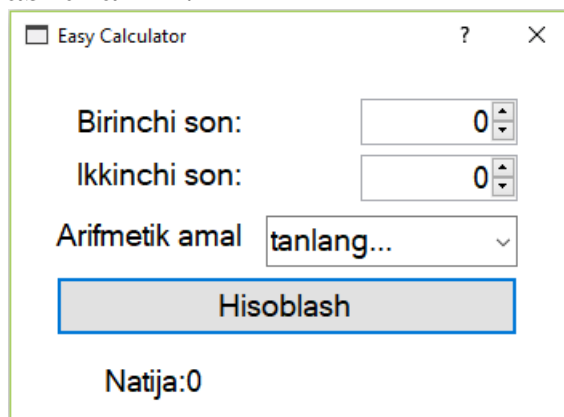 Easy Calculator ? ×
Birinchi son: 0
Ikkinchi son: 0
Arifmetik amal tanlang...
Hisoblash
Natija:0